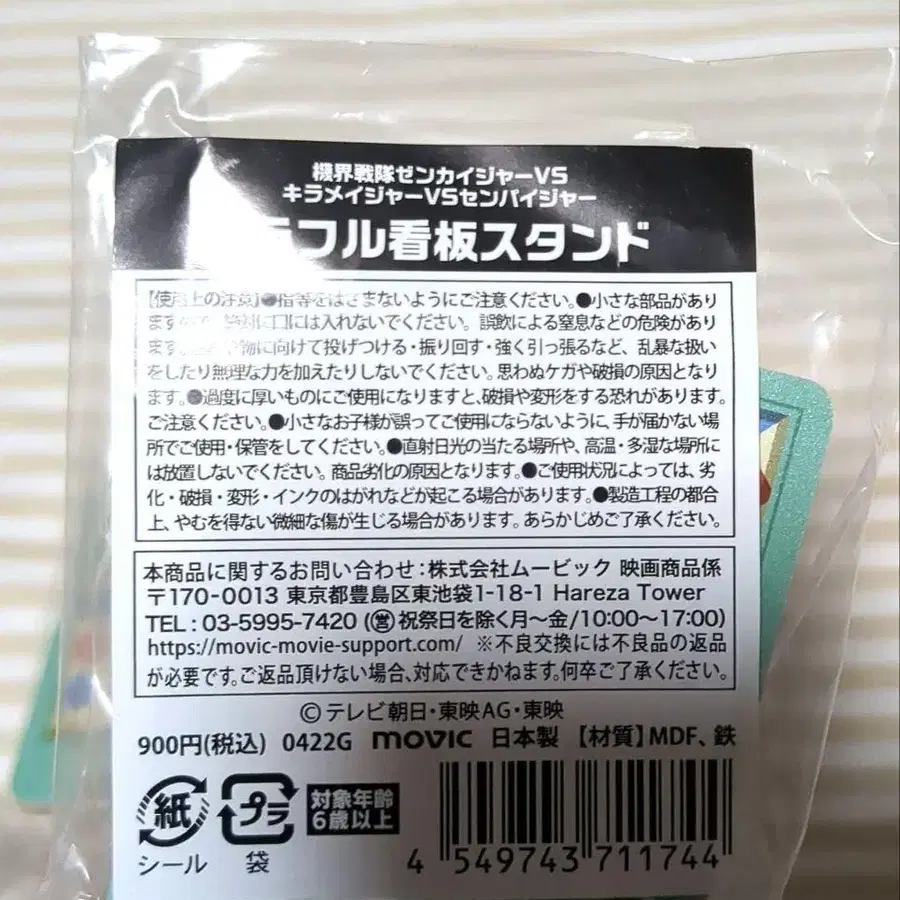 機界戦隊ゼンカイジャーVS
キラメイジャーVSセンパイジャー
ラフル看板スタンド
【使用上の注意】●指等をはさまないようにご注意ください。●小さな部品があり
ます 絶対に口には入れないでください。誤飲による窒息などの危険があり
ます。 や物に向けて投げつける・振り回す・強く引っ張るなど、乱暴な扱い
をしたり無理な力を加えたりしないでください。思わぬケガや破損の原因となりま
す。●過度に厚いものにご使用になりますと、破損や変形をする恐れがあります。
ご注意ください。●小さなお子様が誤ってご使用にならないように、手が届かない場
所でご使用・保管をしてください。●直射日光の当たる場所や、高温・多湿な場所に
は放置しないでください。商品劣化の原因となります。●ご使用状況によっては、劣
化・破損・変形・インクのはがれなどが起こる場合があります。●製造工程の都合
上、やむを得ない微細な傷が生じる場合があります。あらかじめご了承ください。
本商品に関するお問い合わせ：株式会社ムービック 映画商品係
〒170-0013 東京都豊島区東池袋1-18-1 Hareza Tower
TEL：03-5995-7420（営祝祭日を除く月〜金/10:00〜17:00）
https://movic-movie-support.com/ ※不良交換には不良品の返品
が必要です。ご返品頂けない場合、対応できかねます。何卒ご了承ください。
©テレビ朝日・東映AG・東映
900円(税込) 0422G movic 日本製 【材質】MDF、鉄
紙 プラ 対象年齢
6歳以上
シール 袋
4 549743 711744